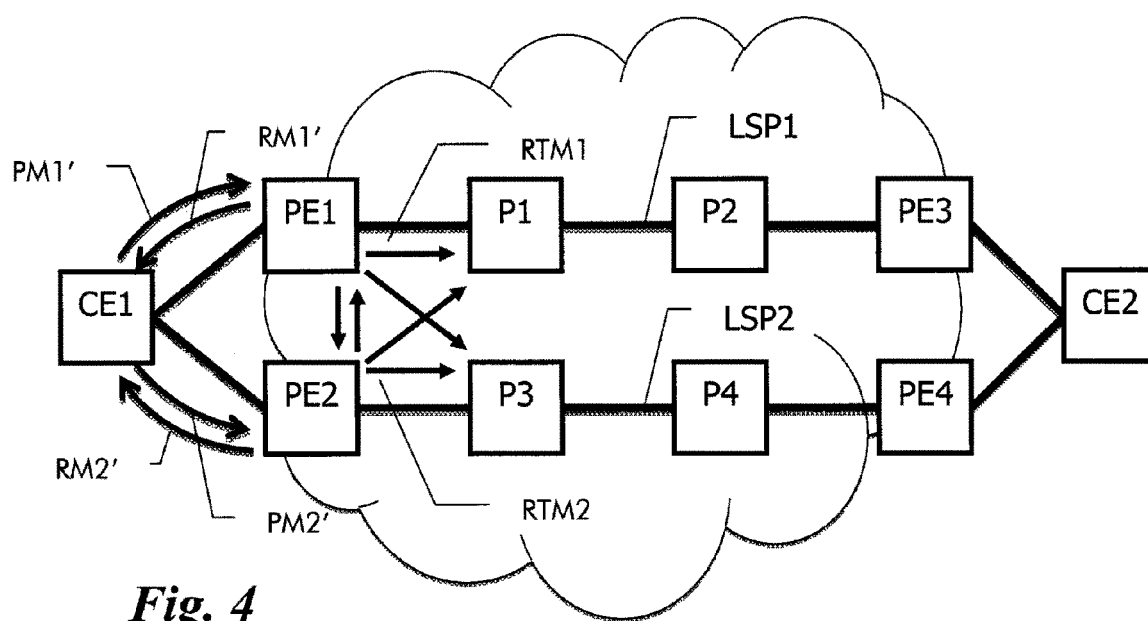 LSP1
RM1'
RTM1
PM1'
PE1
P1
P2
PE3
CE1
CE2
LSP2
PE2
P3
P4
PE4
RM2'
RTM2
PM2'
Fig. 4